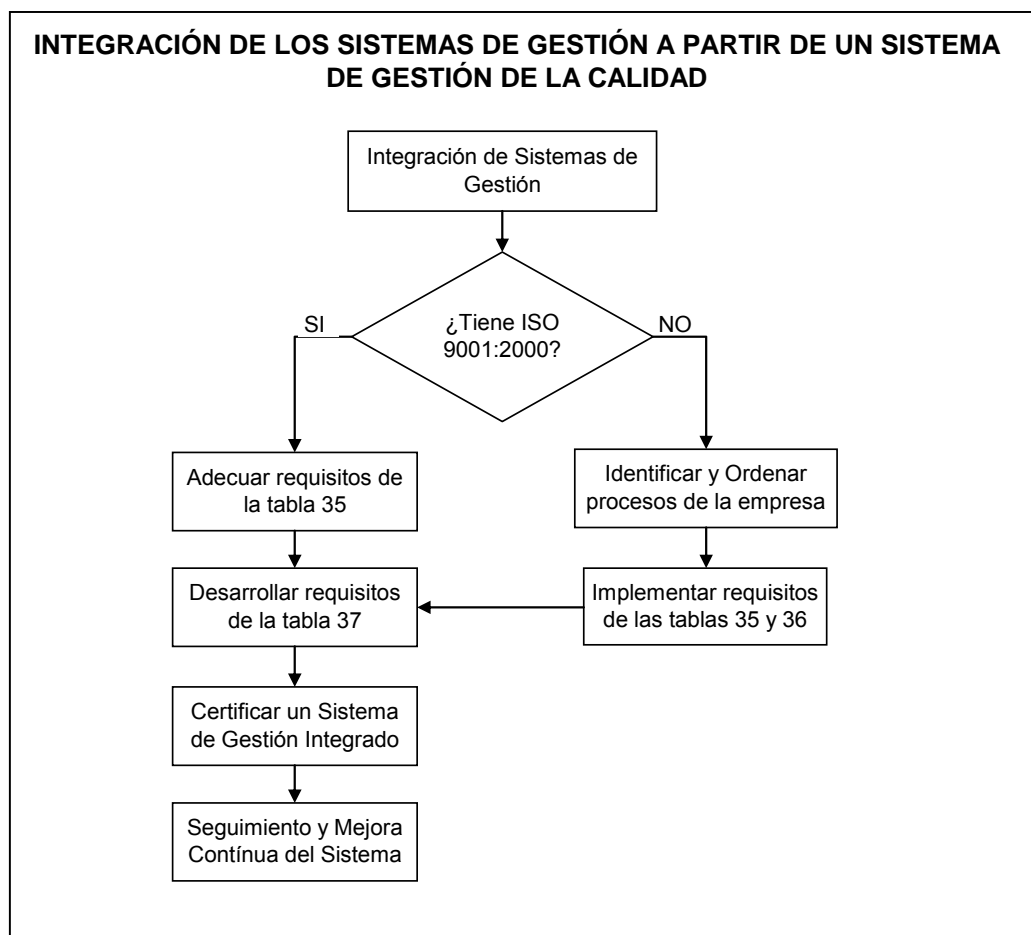 INTEGRACIÓN DE LOS SISTEMAS DE GESTIÓN A PARTIR DE UN SISTEMA
DE GESTIÓN DE LA CALIDAD
Integración de Sistemas de
Gestión
¿Tiene ISO
9001:2000?
SI
NO
Adecuar requisitos de
la tabla 35
Identificar y Ordenar
procesos de la empresa
Desarrollar requisitos
de la tabla 37
Implementar requisitos
de las tablas 35 y 36
Certificar un Sistema
de Gestión Integrado
Seguimiento y Mejora
Contínua del Sistema